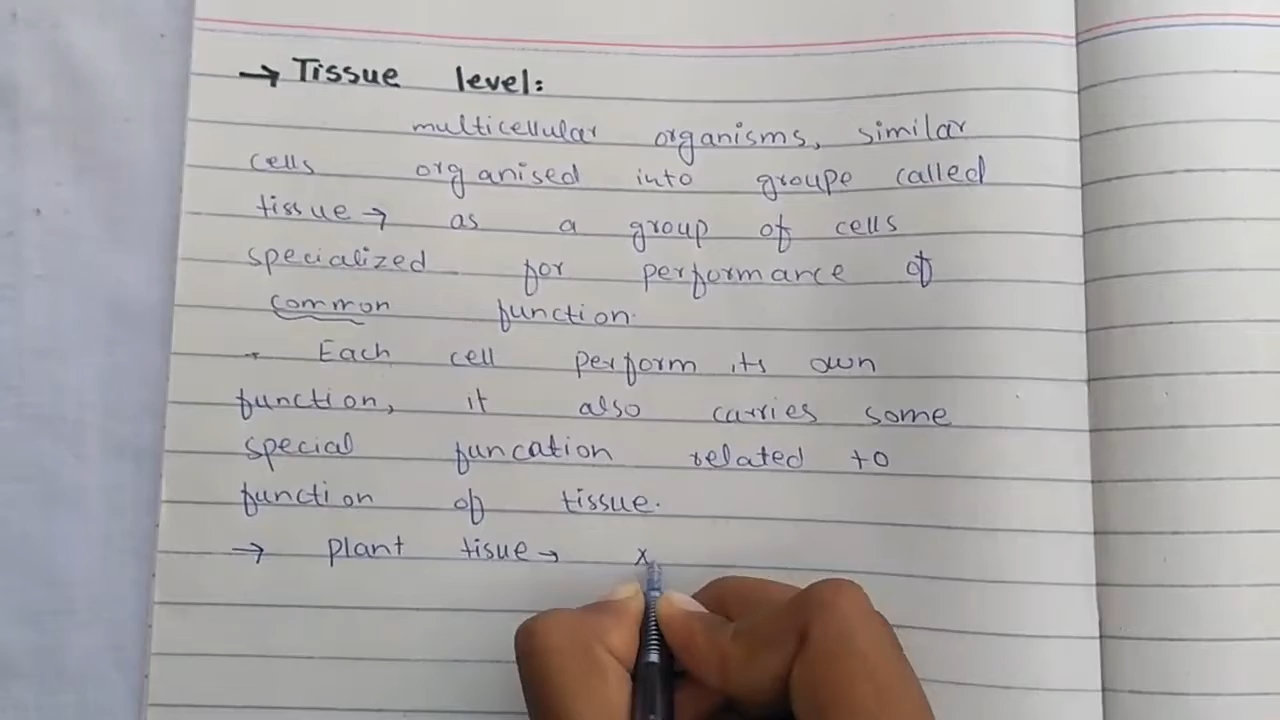 → Tissue level:
multicellular organisms, similar
cells organised into groupe called
tissue → as a group of cells
specialized for performance of
common function.
Each cell perform its own
function, it also carries some
special funcation related to
function of tissue.
→ plant tisue → x